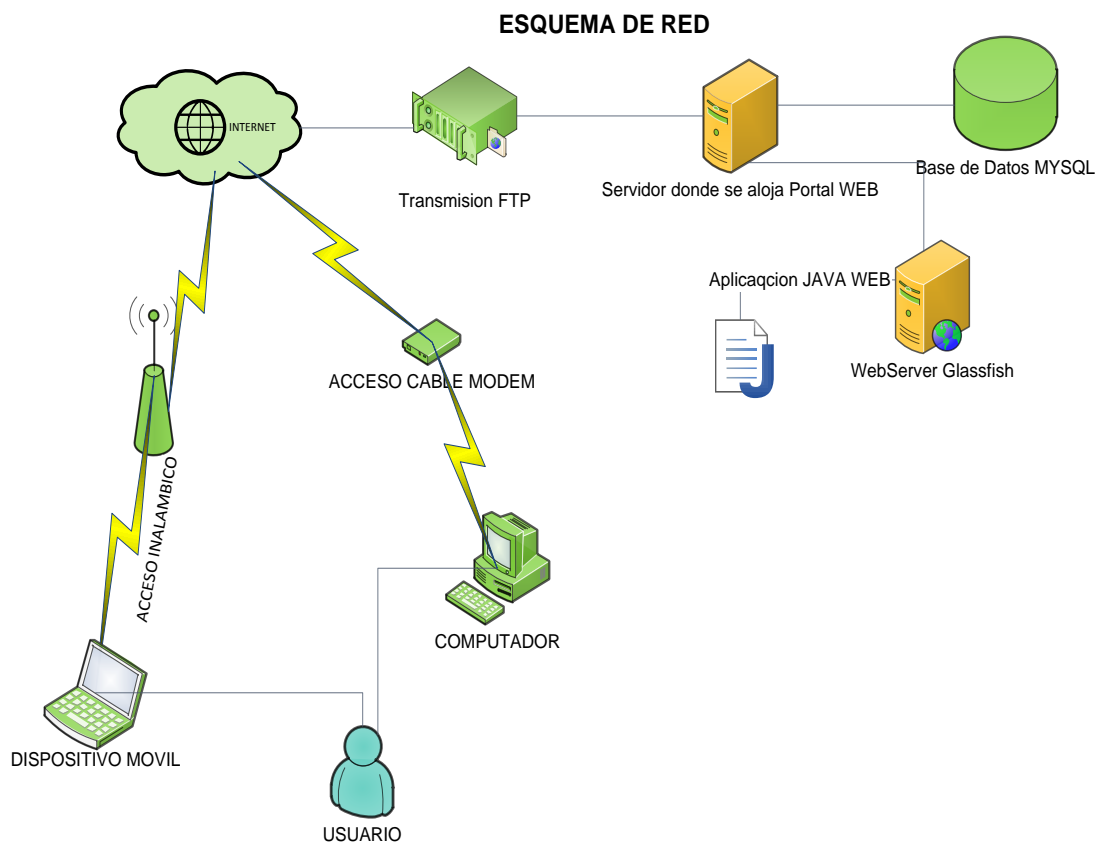 ESQUEMA DE RED
INTERNET
Transmision FTP
Servidor donde se aloja Portal WEB
Base de Datos MYSQL
Aplicaqcion JAVA WEB
WebServer Glassfish
ACCESO CABLE MODEM
ACCESO INALAMBICO
COMPUTADOR
DISPOSITIVO MOVIL
USUARIO